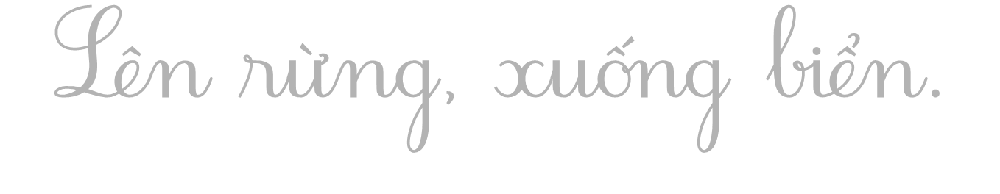 Lên rừng, xuống biển.